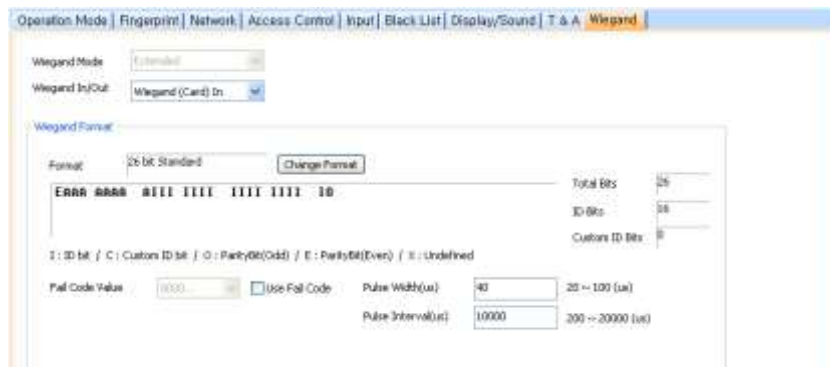 Operation Mode | Fingerprint | Network | Access Control | Input | Black List | Display/Sound | T & A | Wiegand
Wiegand Mode Extended
Wiegand In/Out Wiegand (Card) In
Wiegand Format
Format 26 bit Standard Change Format
EAAA AAAA AIII IIII IIII IIII IO
Total Bits 26
ID Bits 16
Custom ID Bits 0
I : ID bit / C : Custom ID bit / O : ParityBit(Odd) / E : ParityBit(Even) / X : Undefined
Fail Code Value 0000... Use Fail Code Pulse Width(us) 40 20 ~ 100 (us)
Pulse Interval(us) 10000 200 ~ 20000 (us)